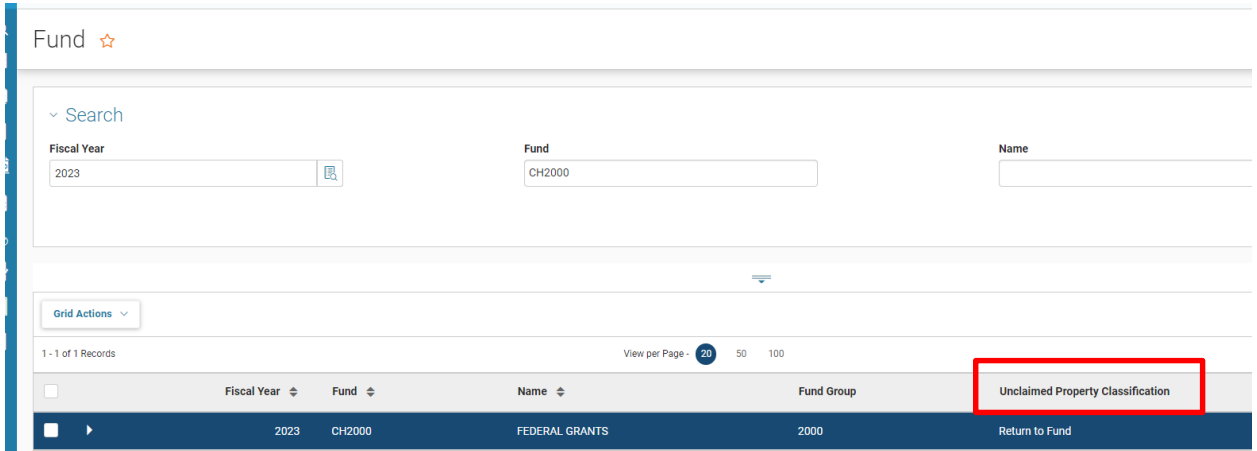 Fund
Search
Fiscal Year Fund Name
2023 CH2000
Grid Actions
1 - 1 of 1 Records View per Page - 20 50 100
Fiscal Year Fund Name Fund Group Unclaimed Property Classification
2023 CH2000 FEDERAL GRANTS 2000 Return to Fund